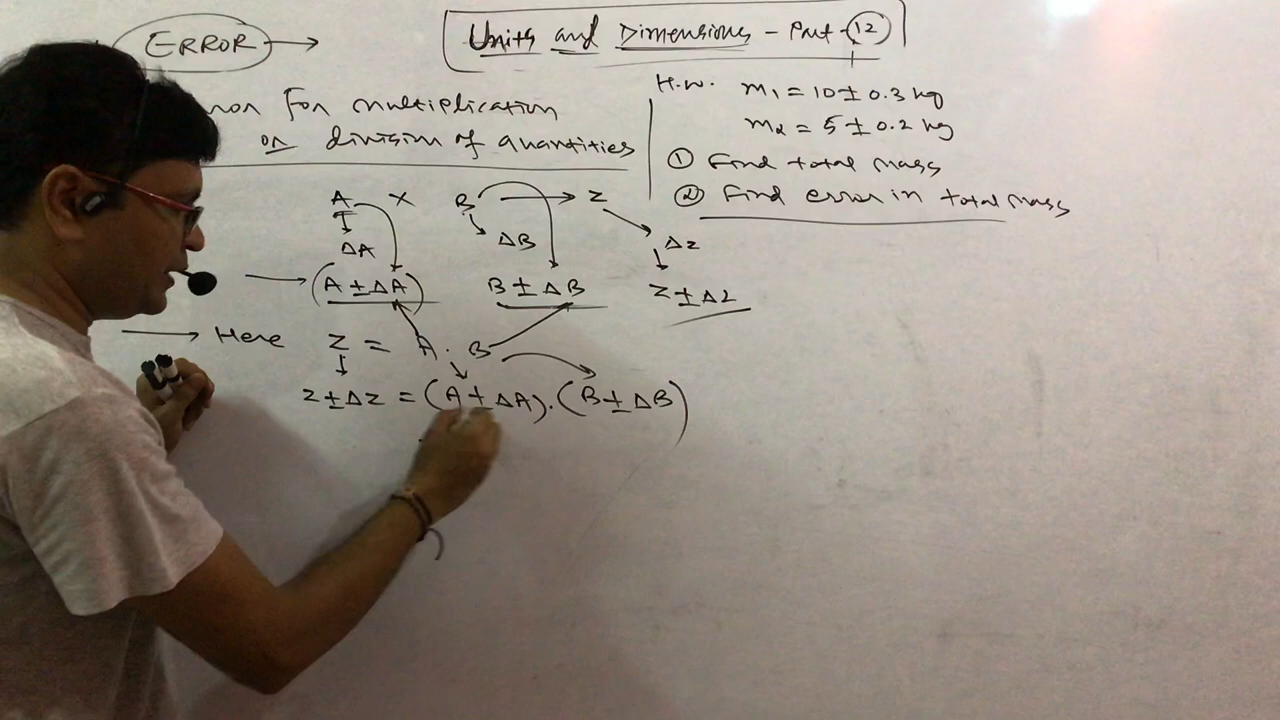 ERROR →
Units and Dimensions - Part - 12
For multiplication
or division of quantities
H.W. m₁ = 10 ± 0.3 kg
m₂ = 5 ± 0.2 kg
① Find total mass
② Find error in total mass
A × B → Z
ΔA ΔB ΔZ
→ (A ± ΔA) B ± ΔB Z ± ΔZ
→ Here Z = A . B
Z ± ΔZ = (A ± ΔA) . (B ± ΔB)